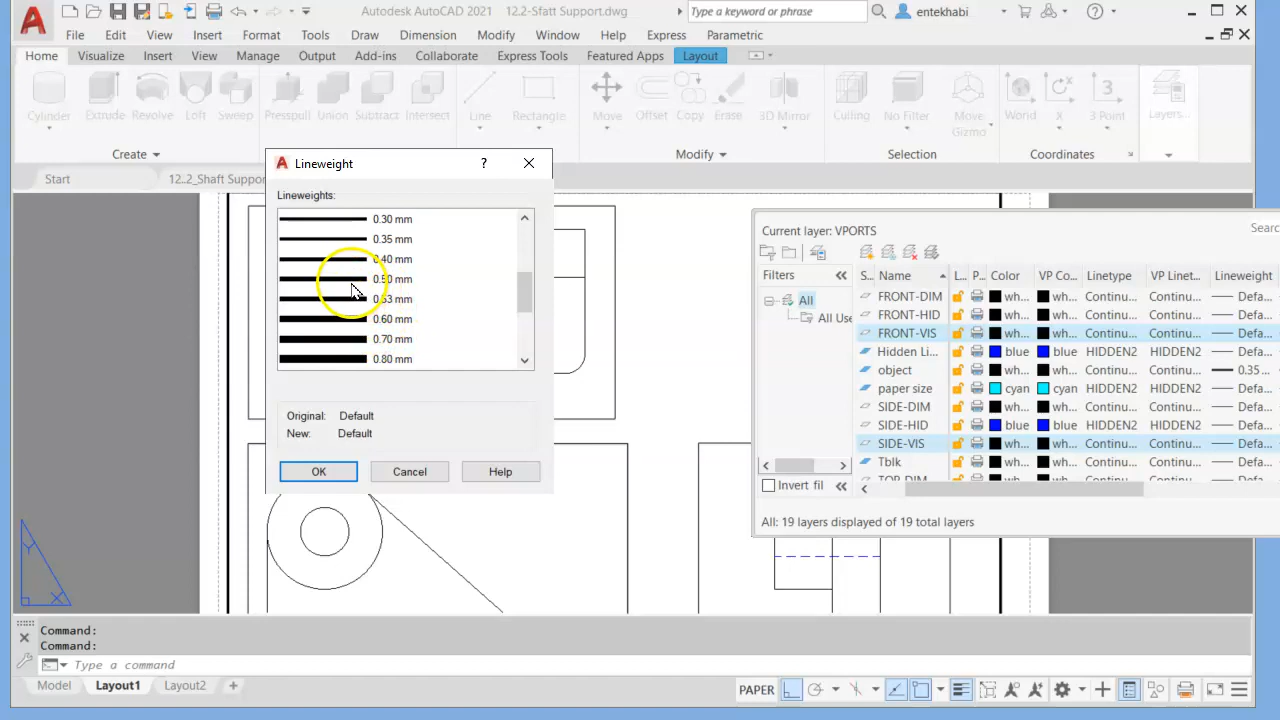 Autodesk AutoCAD 2021 12.2-Sfatt Support.dwg
Type a keyword or phrase
entekhabi
File Edit View Insert Format Tools Draw Dimension Modify Window Help Express Parametric
Home Visualize Insert View Manage Output Add-ins Collaborate Express Tools Featured Apps Layout
Cylinder Extrude Revolve Loft Sweep Presspull Union Subtract Intersect Line Rectangle Move Offset Copy Erase 3D Mirror Culling No Filter Move Gizmo World X 3 Point Layers...
Create Modify Selection Coordinates
Start 12..2_Shaft Suppor
Lineweight
Lineweights:
0.30 mm
0.35 mm
0.40 mm
0.50 mm
0.53 mm
0.60 mm
0.70 mm
0.80 mm
Original: Default
New: Default
OK Cancel Help
Current layer: VPORTS
Searc
Filters
All
All Use
Invert fil
S.. Name L.. P.. Color VP Co... Linetype VP Linet... Lineweight
FRONT-DIM wh... wh... Continu... Continu... Defa...
FRONT-HID wh... wh... Continu... Continu... Defa...
FRONT-VIS wh... wh... Continu... Continu... Defa...
Hidden Li... blue blue HIDDEN2 HIDDEN2 Defa...
object wh... wh... Continu... Continu... 0.35...
paper size cyan cyan HIDDEN2 HIDDEN2 Defa...
SIDE-DIM wh... wh... Continu... Continu... Defa...
SIDE-HID blue blue HIDDEN2 HIDDEN2 Defa...
SIDE-VIS wh... wh... Continu... Continu... Defa...
Tblk wh... wh... Continu... Continu... Defa...
TOP-DIM wh... wh... Continu... Continu... Defa...
All: 19 layers displayed of 19 total layers
Y
X
Command:
Command:
Type a command
Model Layout1 Layout2 +
PAPER